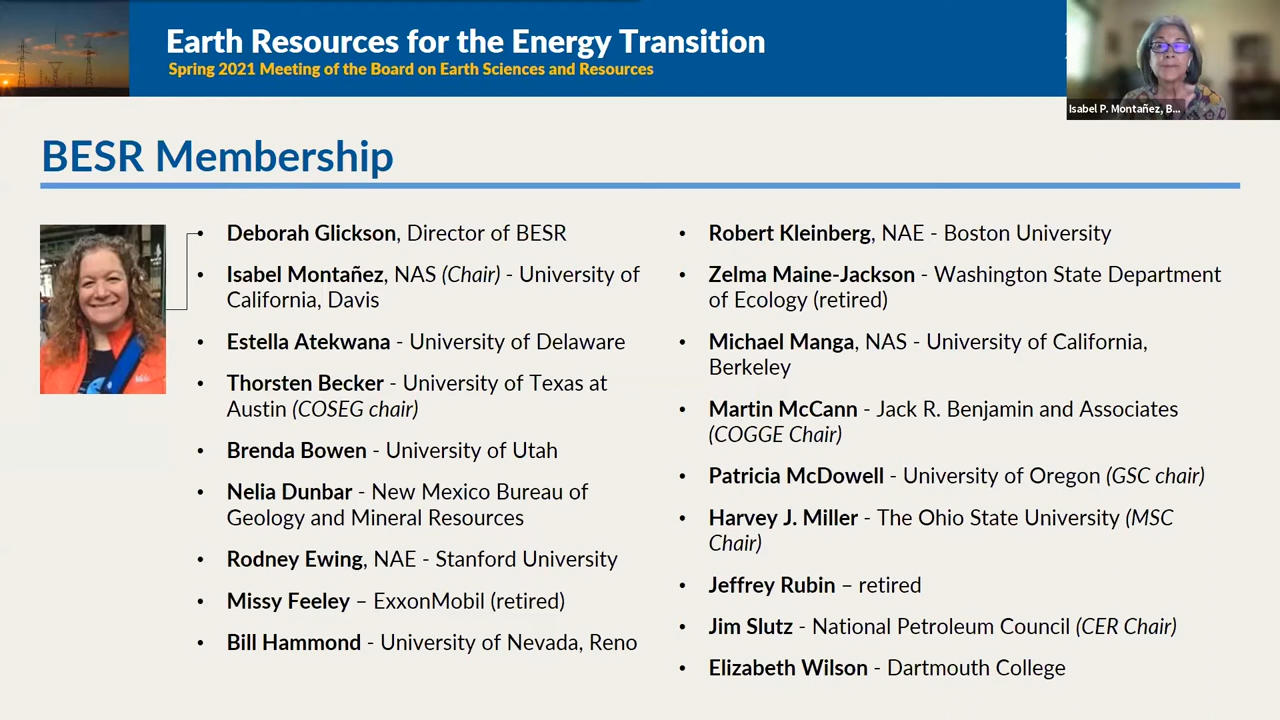 Earth Resources for the Energy Transition
Spring 2021 Meeting of the Board on Earth Sciences and Resources
Isabel P. Montañez, B...
BESR Membership
• Deborah Glickson, Director of BESR
• Isabel Montañez, NAS (Chair) - University of
California, Davis
• Estella Atekwana - University of Delaware
• Thorsten Becker - University of Texas at
Austin (COSEG chair)
• Brenda Bowen - University of Utah
• Nelia Dunbar - New Mexico Bureau of
Geology and Mineral Resources
• Rodney Ewing, NAE - Stanford University
• Missy Feeley – ExxonMobil (retired)
• Bill Hammond - University of Nevada, Reno
• Robert Kleinberg, NAE - Boston University
• Zelma Maine-Jackson - Washington State Department
of Ecology (retired)
• Michael Manga, NAS - University of California,
Berkeley
• Martin McCann - Jack R. Benjamin and Associates
(COGGE Chair)
• Patricia McDowell - University of Oregon (GSC chair)
• Harvey J. Miller - The Ohio State University (MSC
Chair)
• Jeffrey Rubin – retired
• Jim Slutz - National Petroleum Council (CER Chair)
• Elizabeth Wilson - Dartmouth College